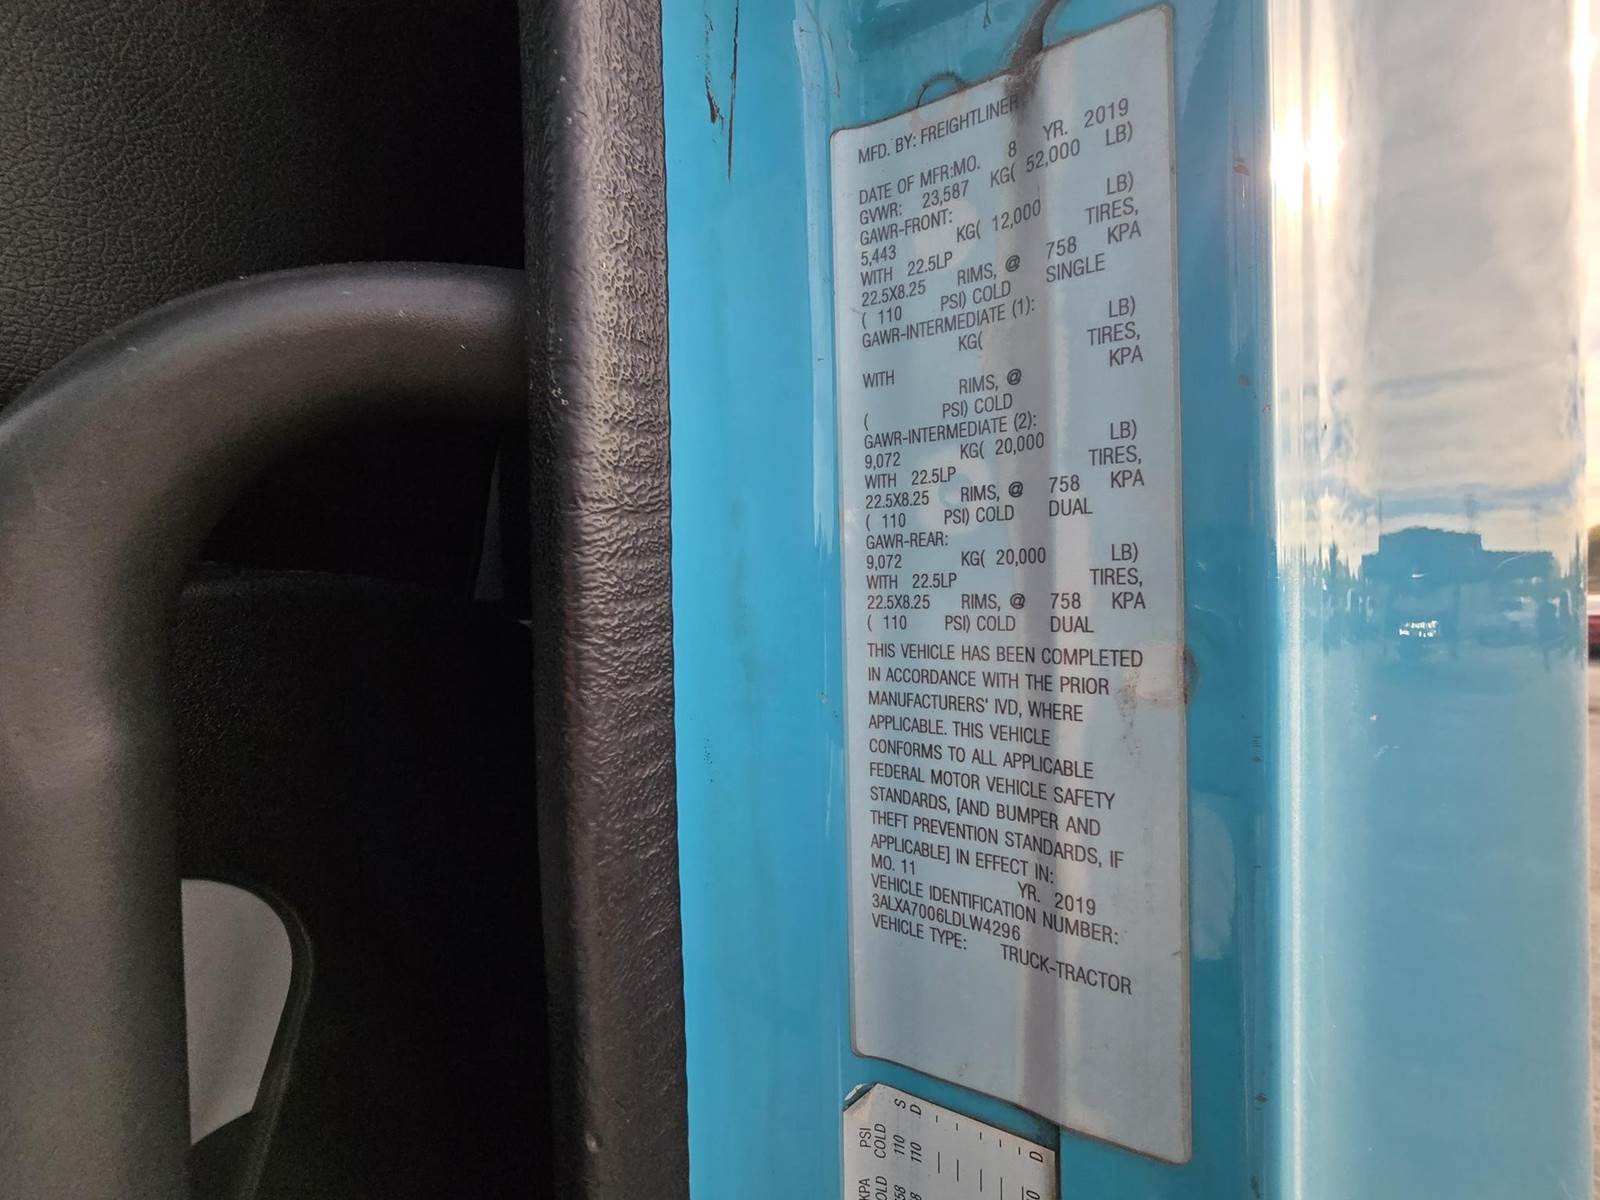 MFD. BY: FREIGHTLINER
DATE OF MFR:MO. 8 YR. 2019
GVWR: 23,587 KG( 52,000 LB)
GAWR-FRONT:
5,443 KG( 12,000 LB)
WITH 22.5LP TIRES,
22.5X8.25 RIMS, @ 758 KPA
( 110 PSI) COLD SINGLE
GAWR-INTERMEDIATE (1):
KG( LB)
WITH TIRES,
RIMS, @ KPA
( PSI) COLD
GAWR-INTERMEDIATE (2):
9,072 KG( 20,000 LB)
WITH 22.5LP TIRES,
22.5X8.25 RIMS, @ 758 KPA
( 110 PSI) COLD DUAL
GAWR-REAR:
9,072 KG( 20,000 LB)
WITH 22.5LP TIRES,
22.5X8.25 RIMS, @ 758 KPA
( 110 PSI) COLD DUAL
THIS VEHICLE HAS BEEN COMPLETED
IN ACCORDANCE WITH THE PRIOR
MANUFACTURERS' IVD, WHERE
APPLICABLE. THIS VEHICLE
CONFORMS TO ALL APPLICABLE
FEDERAL MOTOR VEHICLE SAFETY
STANDARDS, [AND BUMPER AND
THEFT PREVENTION STANDARDS, IF
APPLICABLE] IN EFFECT IN:
MO. 11 YR. 2019
VEHICLE IDENTIFICATION NUMBER:
3ALXA7006LDLW4296
VEHICLE TYPE: TRUCK-TRACTOR
KPA PSI
COLD
110 S
110 D
D